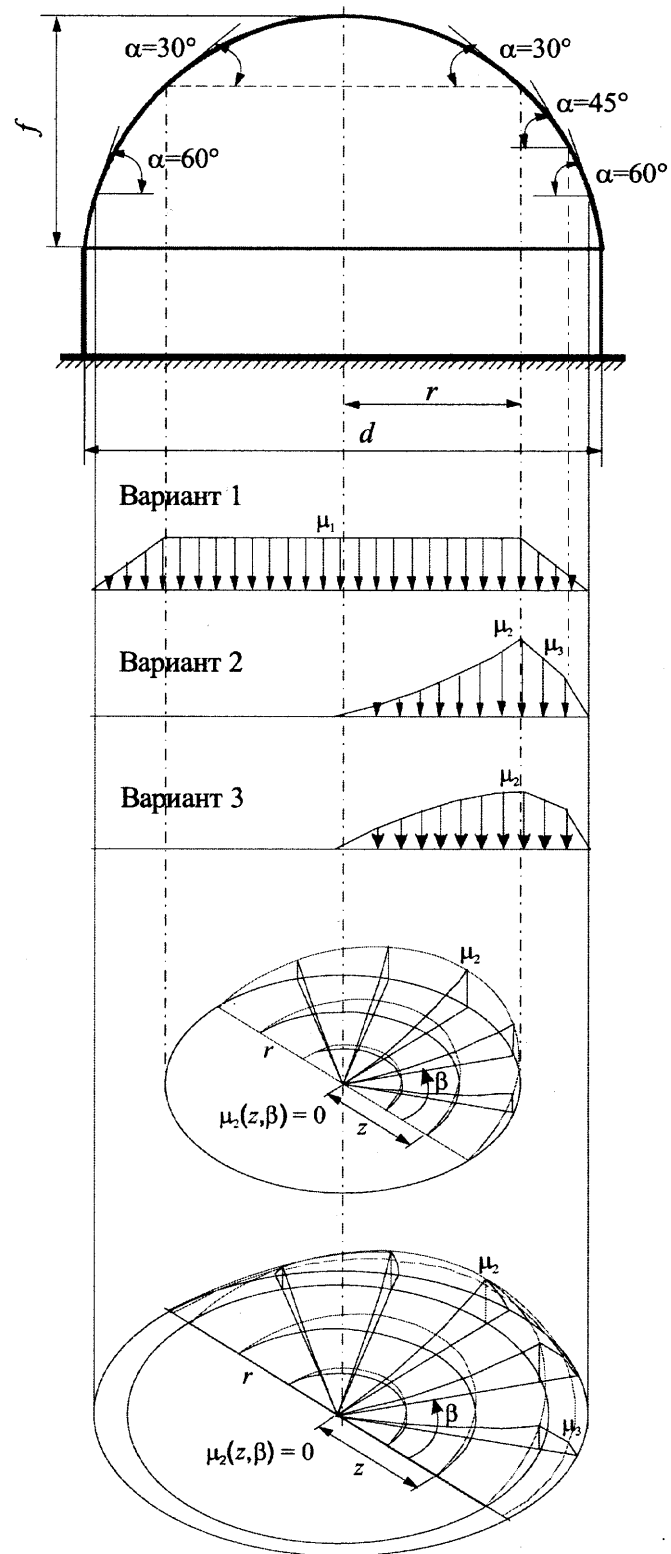 α=30°
α=30°
f
α=45°
α=60°
α=60°
r
d
Вариант 1
μ₁
μ₂
μ₃
Вариант 2
μ₂
Вариант 3
μ₂
r
β
μ₂(z,β) = 0
z
μ₂
r
β
μ₃
μ₂(z,β) = 0
z